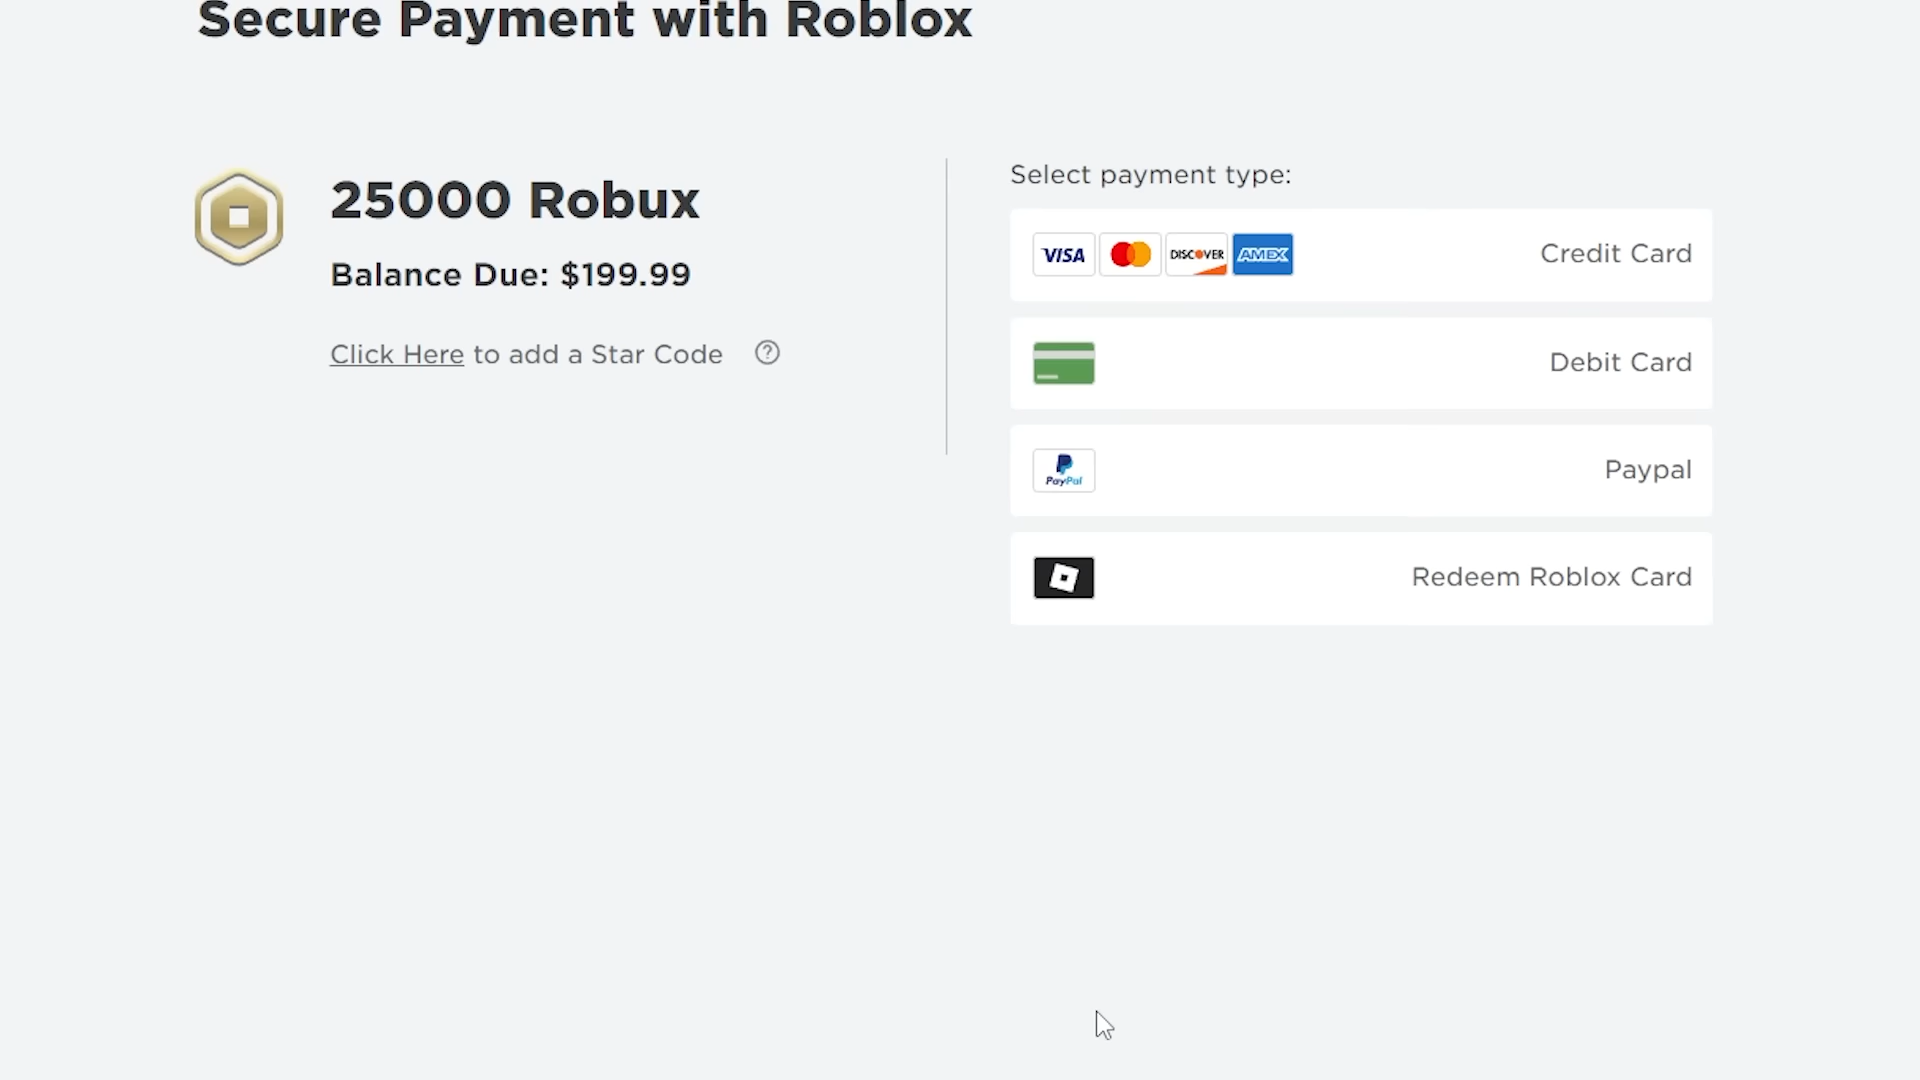 Secure Payment with Roblox
25000 Robux
Balance Due: $199.99
Click Here to add a Star Code ?
Select payment type:
VISA DISCOVER AMEX Credit Card
Debit Card
PayPal Paypal
Redeem Roblox Card